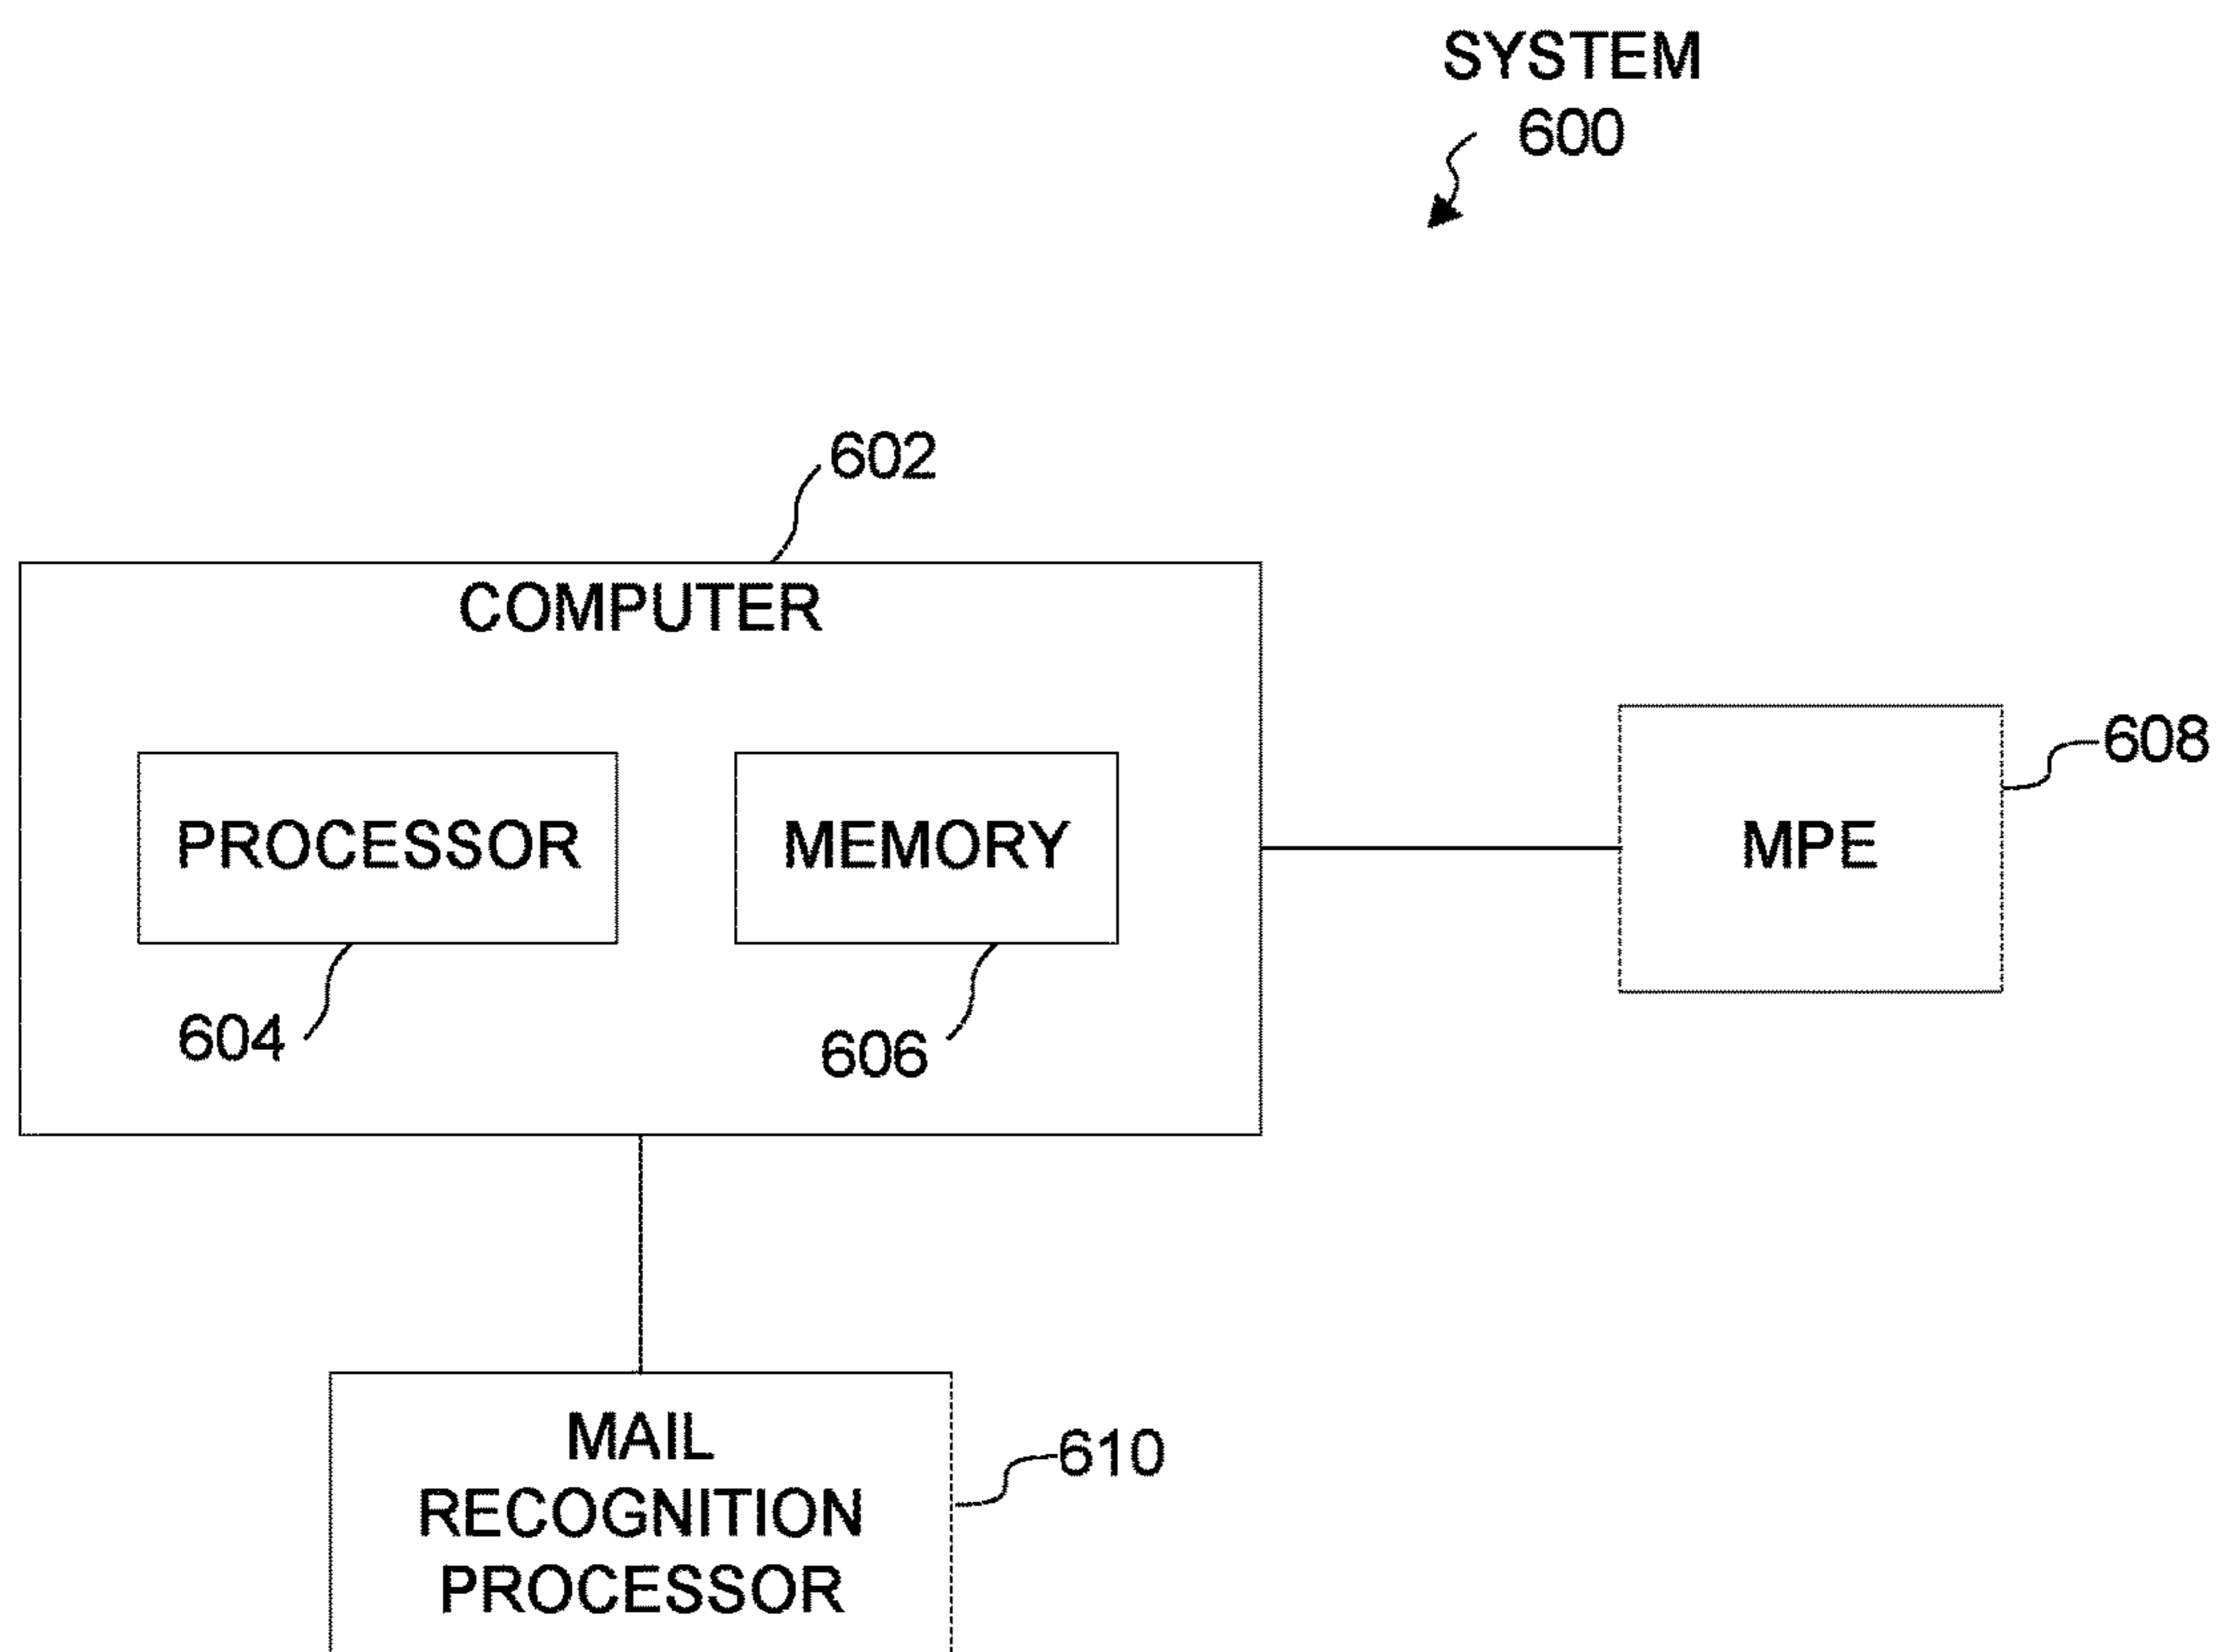 SYSTEM
600
602
COMPUTER
608
PROCESSOR
MEMORY
MPE
604
606
MAIL
610
RECOGNITION
PROCESSOR